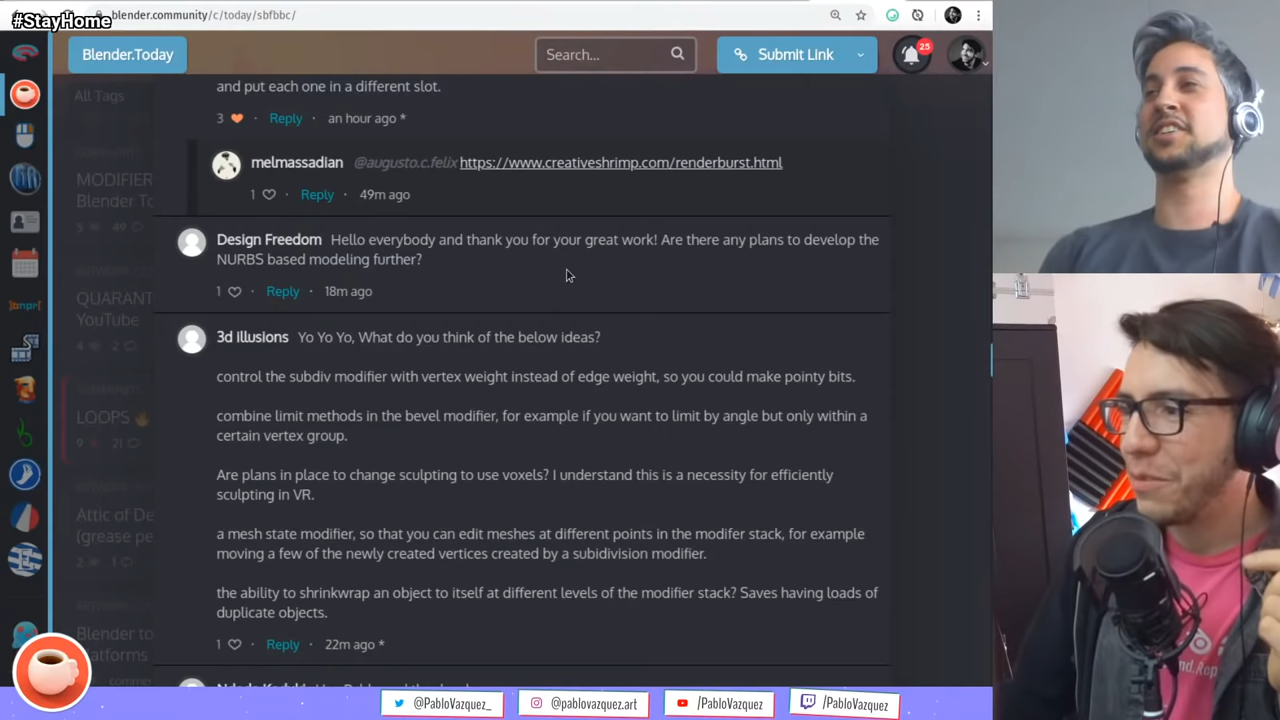 #StayHome
blender.community/c/today/sbfbbc/
Blender.Today
Search...
Submit Link
25
All Tags
and put each one in a different slot.
3 · Reply · an hour ago *
melmassadian @augusto.c.felix https://www.creativeshrimp.com/renderburst.html
1 · Reply · 49m ago
MODIFIER
Blender To
5 49
Design Freedom Hello everybody and thank you for your great work! Are there any plans to develop the
NURBS based modeling further?
1 · Reply · 18m ago
QUARANT
YouTube
4 2
3d illusions Yo Yo Yo, What do you think of the below ideas?
control the subdiv modifier with vertex weight instead of edge weight, so you could make pointy bits.
combine limit methods in the bevel modifier, for example if you want to limit by angle but only within a
certain vertex group.
LOOPS
9 21
Are plans in place to change sculpting to use voxels? I understand this is a necessity for efficiently
sculpting in VR.
Attic of De
(grease pe
2 1
a mesh state modifier, so that you can edit meshes at different points in the modifer stack, for example
moving a few of the newly created vertices created by a subidivision modifier.
the ability to shrinkwrap an object to itself at different levels of the modifier stack? Saves having loads of
duplicate objects.
1 · Reply · 22m ago *
Blender to
platforms
@PabloVazquez_
@pablovazquez.art
/PabloVazquez
/PabloVazquez